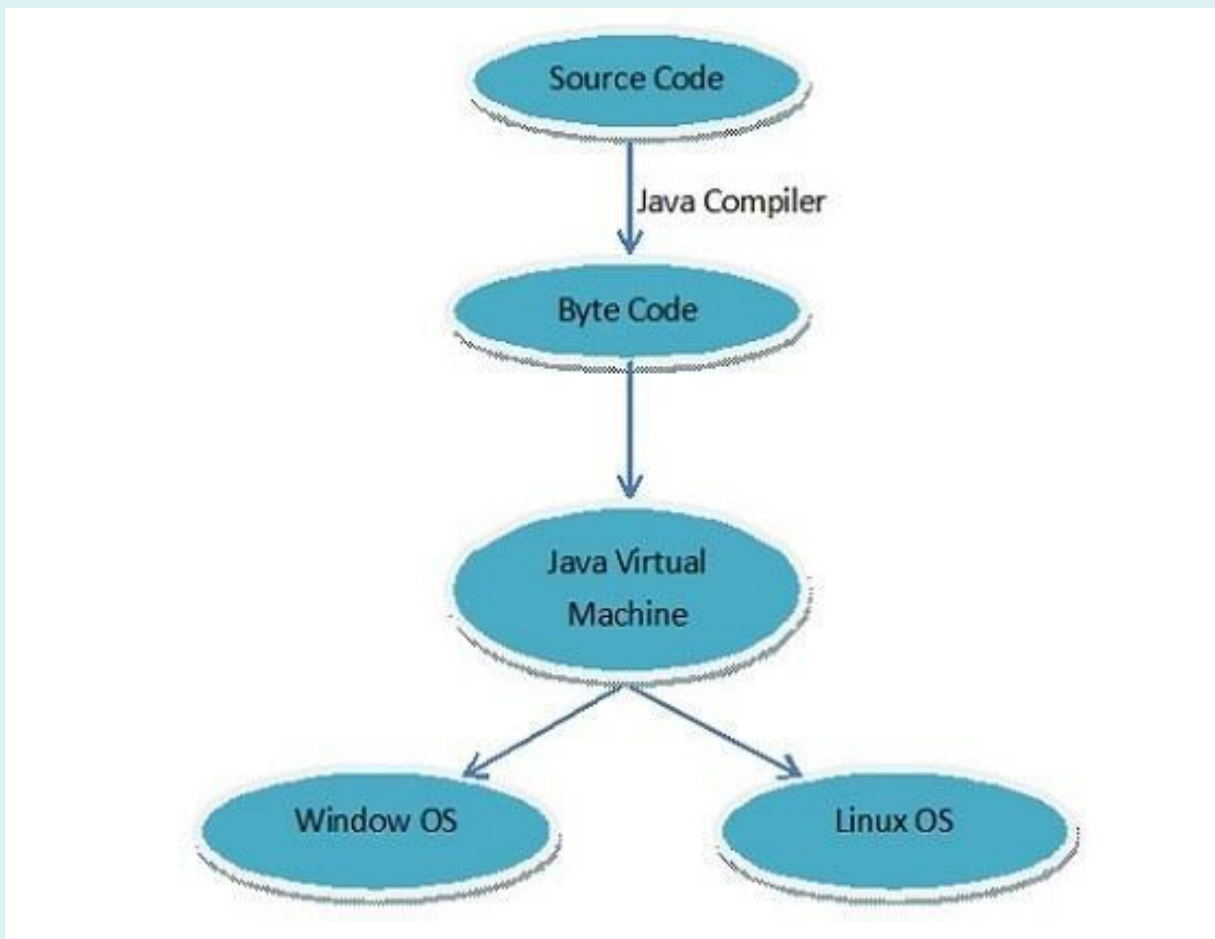 Source Code
Java Compiler
Byte Code
Java Virtual
Machine
Window OS
Linux OS